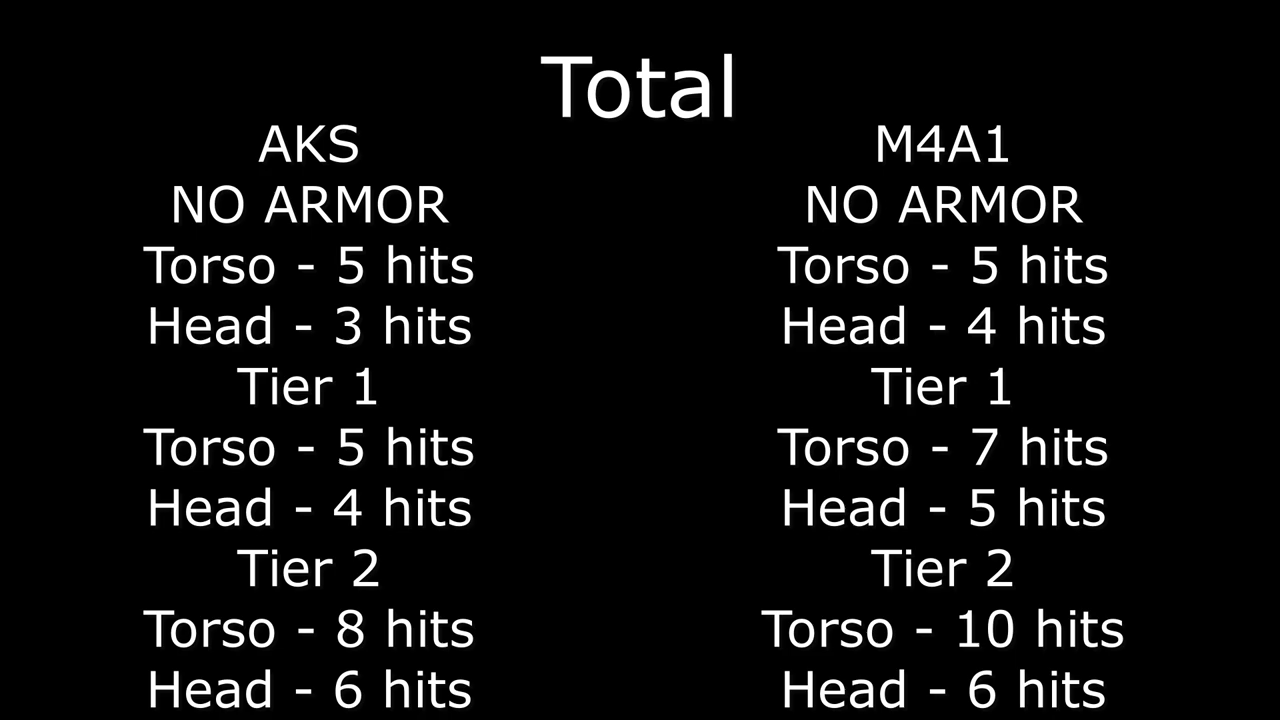 Total
AKS
NO ARMOR
Torso - 5 hits
Head - 3 hits
Tier 1
Torso - 5 hits
Head - 4 hits
Tier 2
Torso - 8 hits
Head - 6 hits
M4A1
NO ARMOR
Torso - 5 hits
Head - 4 hits
Tier 1
Torso - 7 hits
Head - 5 hits
Tier 2
Torso - 10 hits
Head - 6 hits